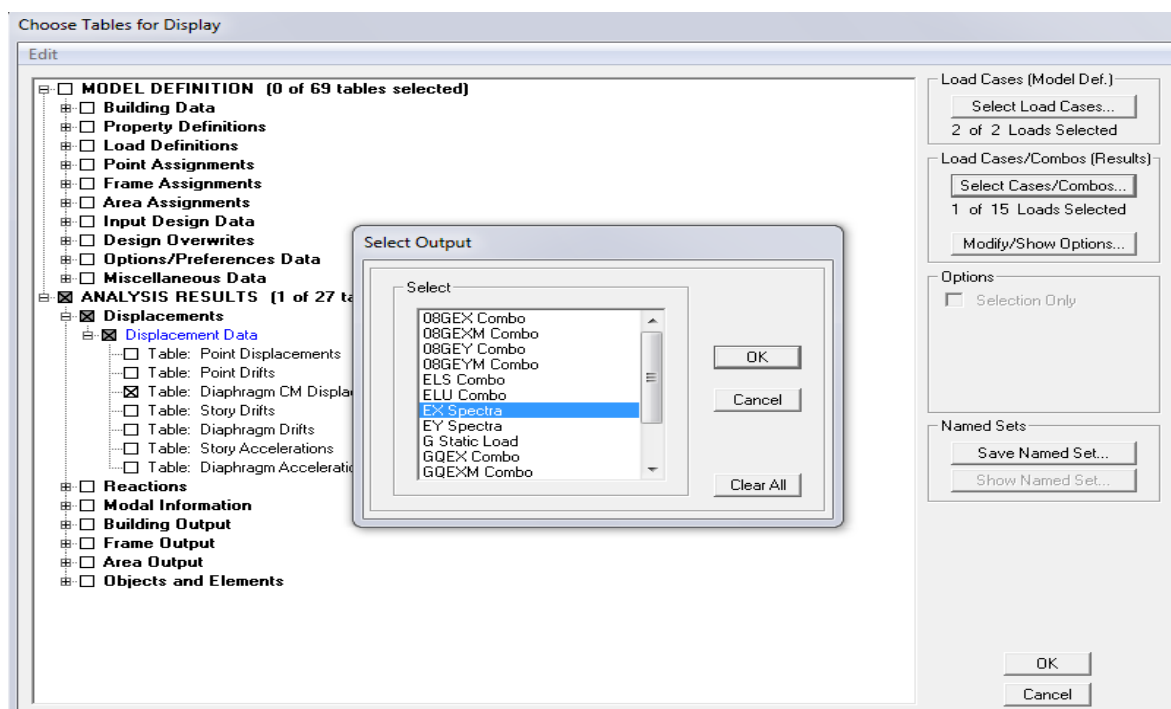 Choose Tables for Display
Edit
MODEL DEFINITION (0 of 69 tables selected)
Building Data
Property Definitions
Load Definitions
Point Assignments
Frame Assignments
Area Assignments
Input Design Data
Design Overwrites
Options/Preferences Data
Miscellaneous Data
ANALYSIS RESULTS (1 of 27 ta
Displacements
Displacement Data
Table: Point Displacements
Table: Point Drifts
Table: Diaphragm CM Displa
Table: Story Drifts
Table: Diaphragm Drifts
Table: Story Accelerations
Table: Diaphragm Acceleratio
Reactions
Modal Information
Building Output
Frame Output
Area Output
Objects and Elements
Select Output
Select
08GEX Combo
08GEXM Combo
08GEY Combo
08GEYM Combo
ELS Combo
ELU Combo
EX Spectra
EY Spectra
G Static Load
GQEX Combo
GQEXM Combo
OK
Cancel
Clear All
Load Cases (Model Def.)
Select Load Cases...
2 of 2 Loads Selected
Load Cases/Combos (Results)
Select Cases/Combos...
1 of 15 Loads Selected
Modify/Show Options...
Options
Selection Only
Named Sets
Save Named Set...
Show Named Set...
OK
Cancel